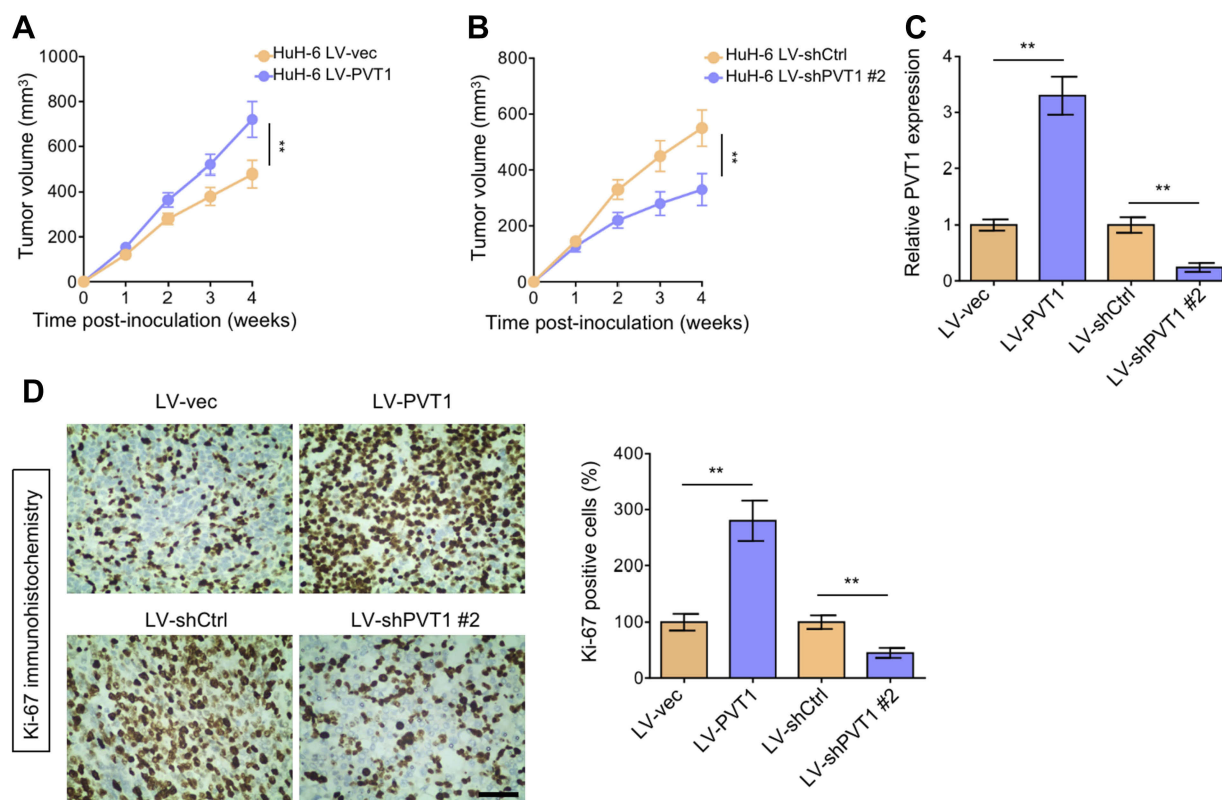 A
1000
800
600
400
200
0
0 1 2 3 4
Tumor volume (mm³)
Time post-inoculation (weeks)
HuH-6 LV-vec
HuH-6 LV-PVT1
**
B
800
600
400
200
0
0 1 2 3 4
Tumor volume (mm³)
Time post-inoculation (weeks)
HuH-6 LV-shCtrl
HuH-6 LV-shPVT1 #2
**
C
4
3
2
1
0
Relative PVT1 expression
**
**
LV-vec
LV-PVT1
LV-shCtrl
LV-shPVT1 #2
D
Ki-67 immunohistochemistry
LV-vec
LV-PVT1
LV-shCtrl
LV-shPVT1 #2
400
300
200
100
0
Ki-67 positive cells (%)
**
**
LV-vec
LV-PVT1
LV-shCtrl
LV-shPVT1 #2